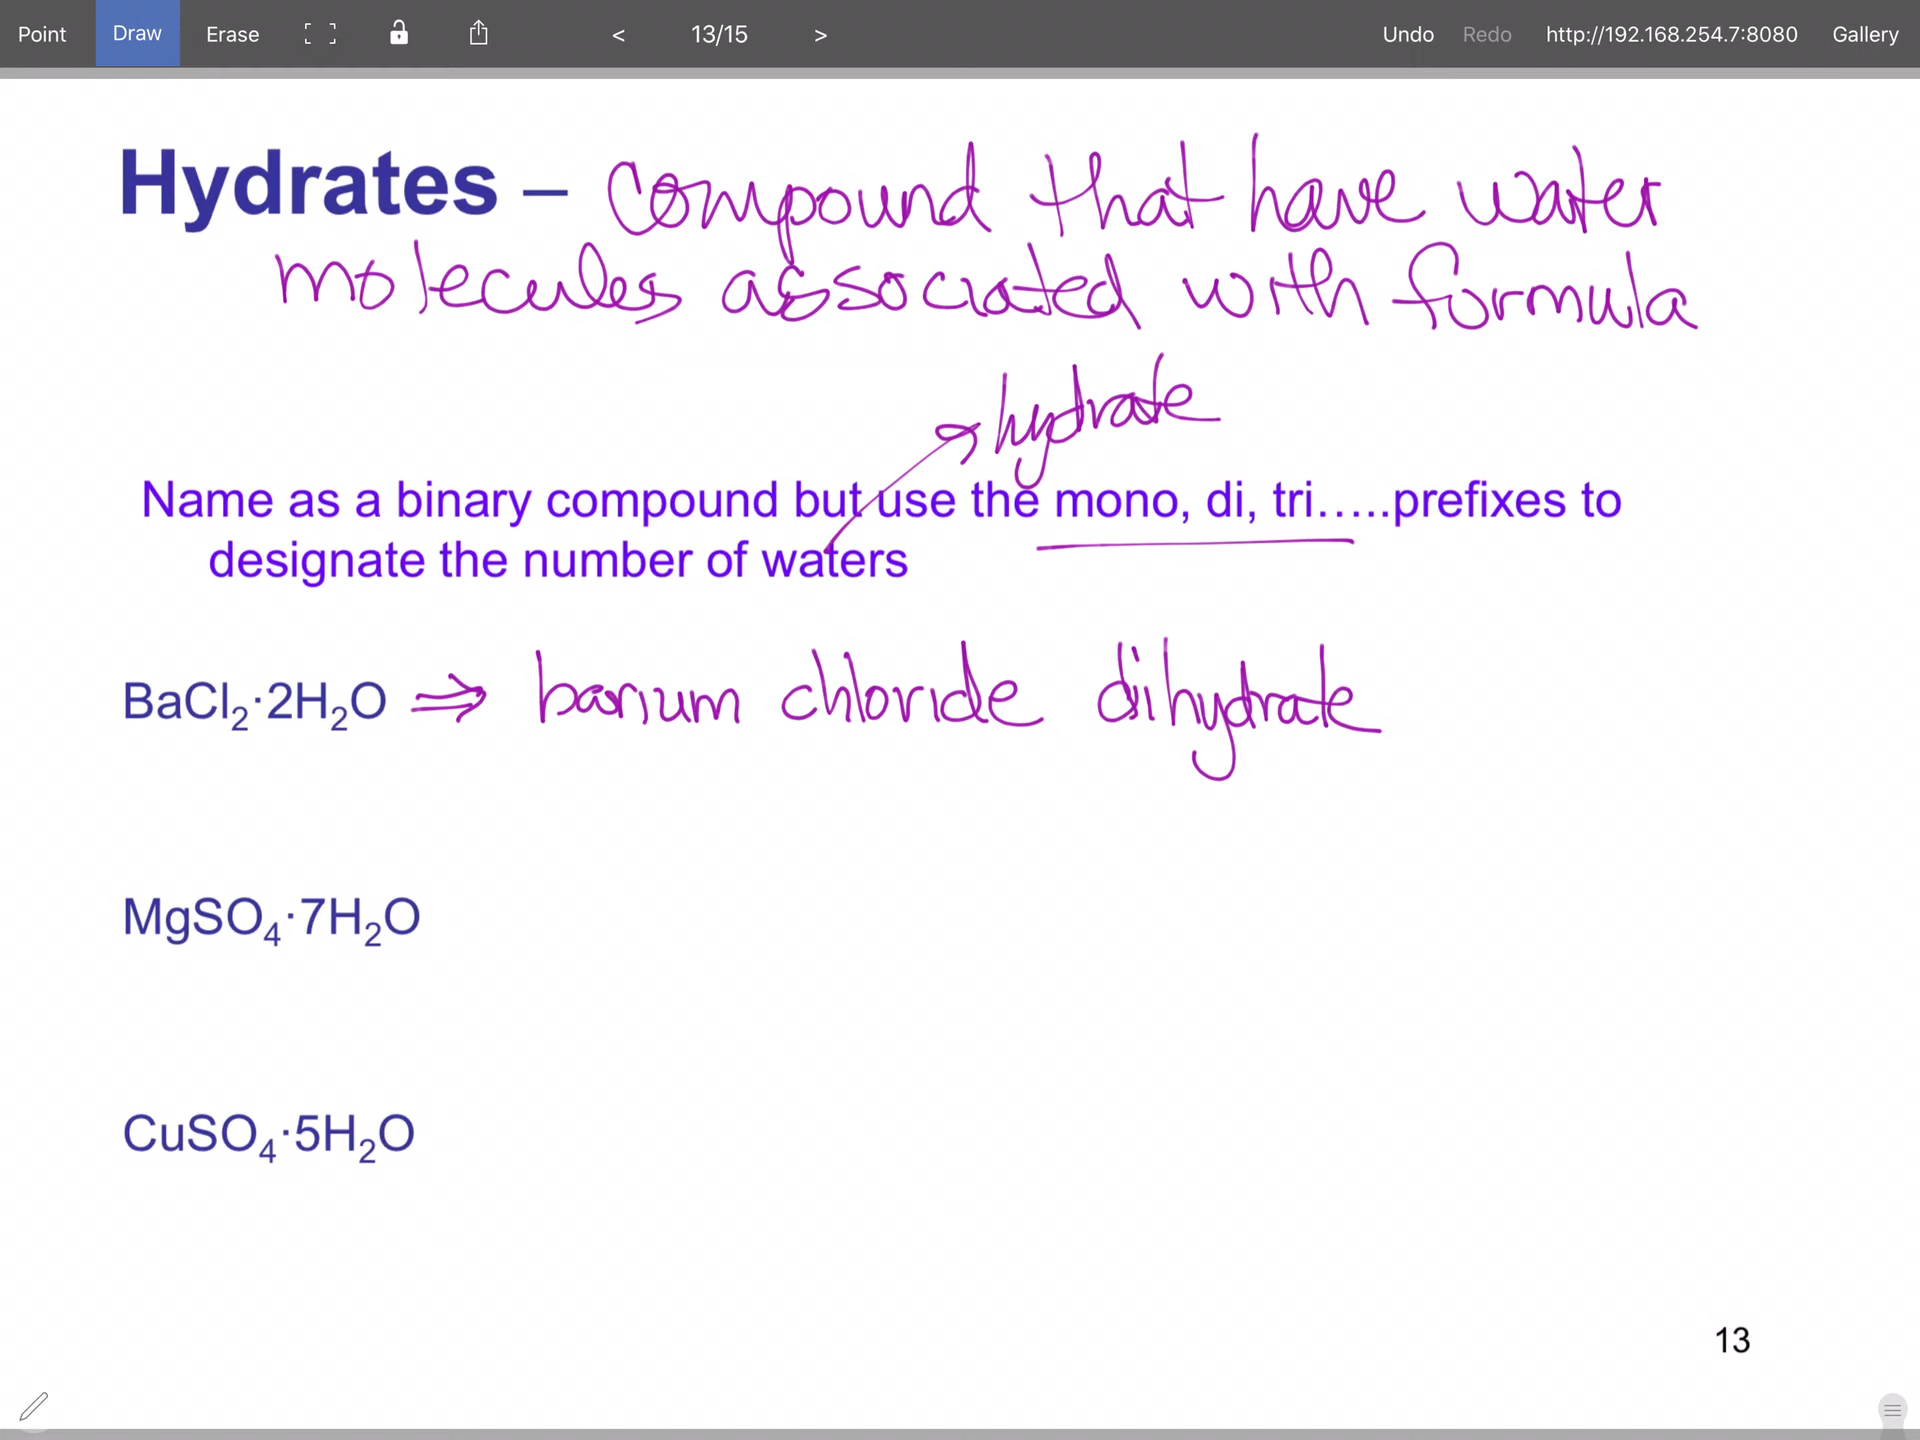 Point Draw Erase < 13/15 > Undo Redo http://192.168.254.7:8080 Gallery
Hydrates – compound that have water
molecules associated with formula
hydrate
Name as a binary compound but use the mono, di, tri…..prefixes to
designate the number of waters
BaCl₂·2H₂O ⇒ barium chloride dihydrate
MgSO₄·7H₂O
CuSO₄·5H₂O
13